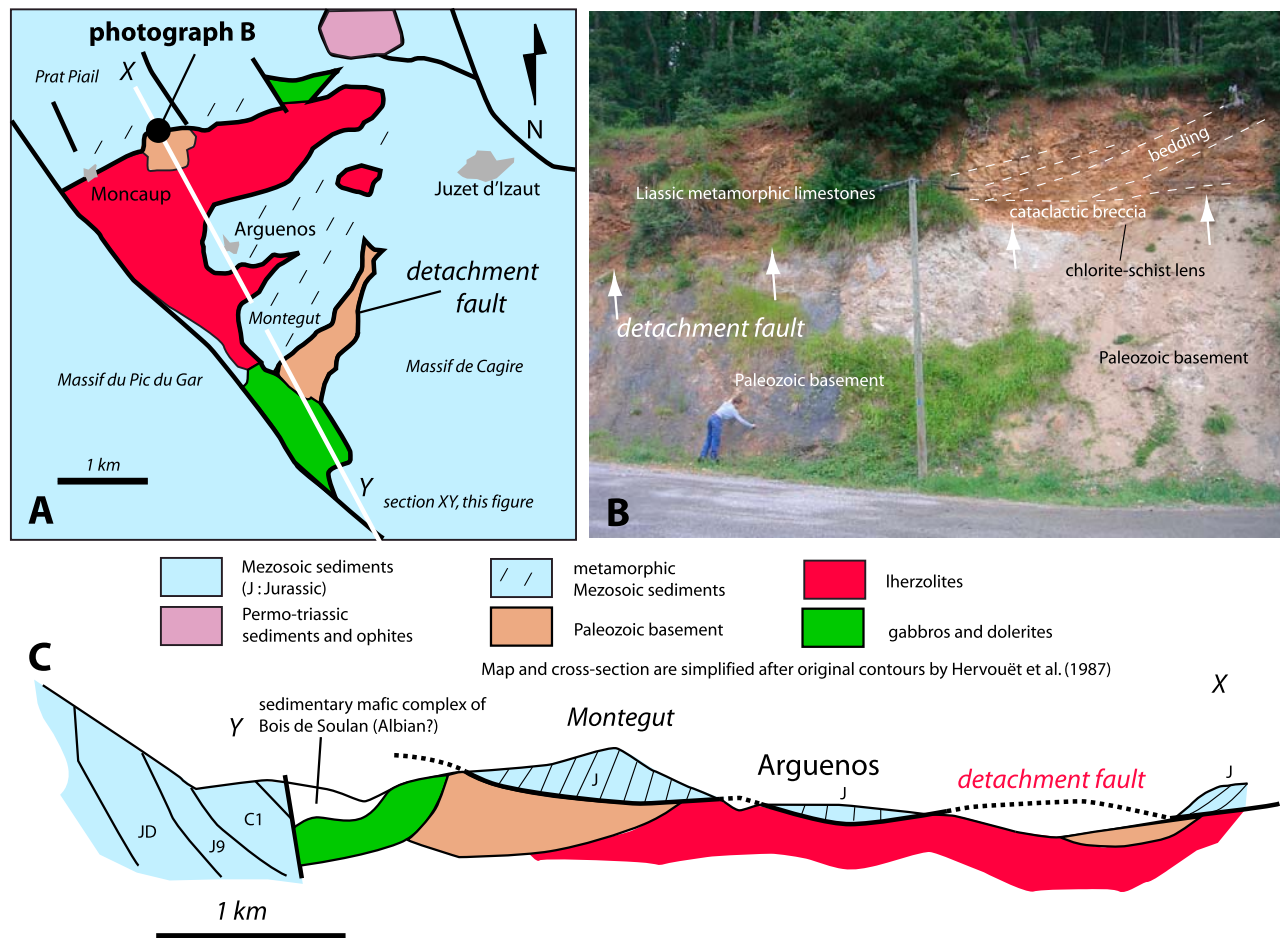 photograph B
X
Prat Piail
N
Moncaup
Juzet d'Izaut
Arguenos
detachment
fault
Montegut
Massif du Pic du Gar
Massif de Cagire
1 km
Y
section XY, this figure
A
bedding
Liassic metamorphic limestones
cataclactic breccia
chlorite-schist lens
detachment fault
Paleozoic basement
Paleozoic basement
B
Mezosoic sediments
(J : Jurassic)
metamorphic
Mezosoic sediments
lherzolites
Permo-triassic
sediments and ophites
Paleozoic basement
gabbros and dolerites
C
Map and cross-section are simplified after original contours by Hervouët et al. (1987)
X
Y
sedimentary mafic complex of
Bois de Soulan (Albian?)
Montegut
Arguenos
detachment fault
J
J
J
C1
JD
J9
1 km